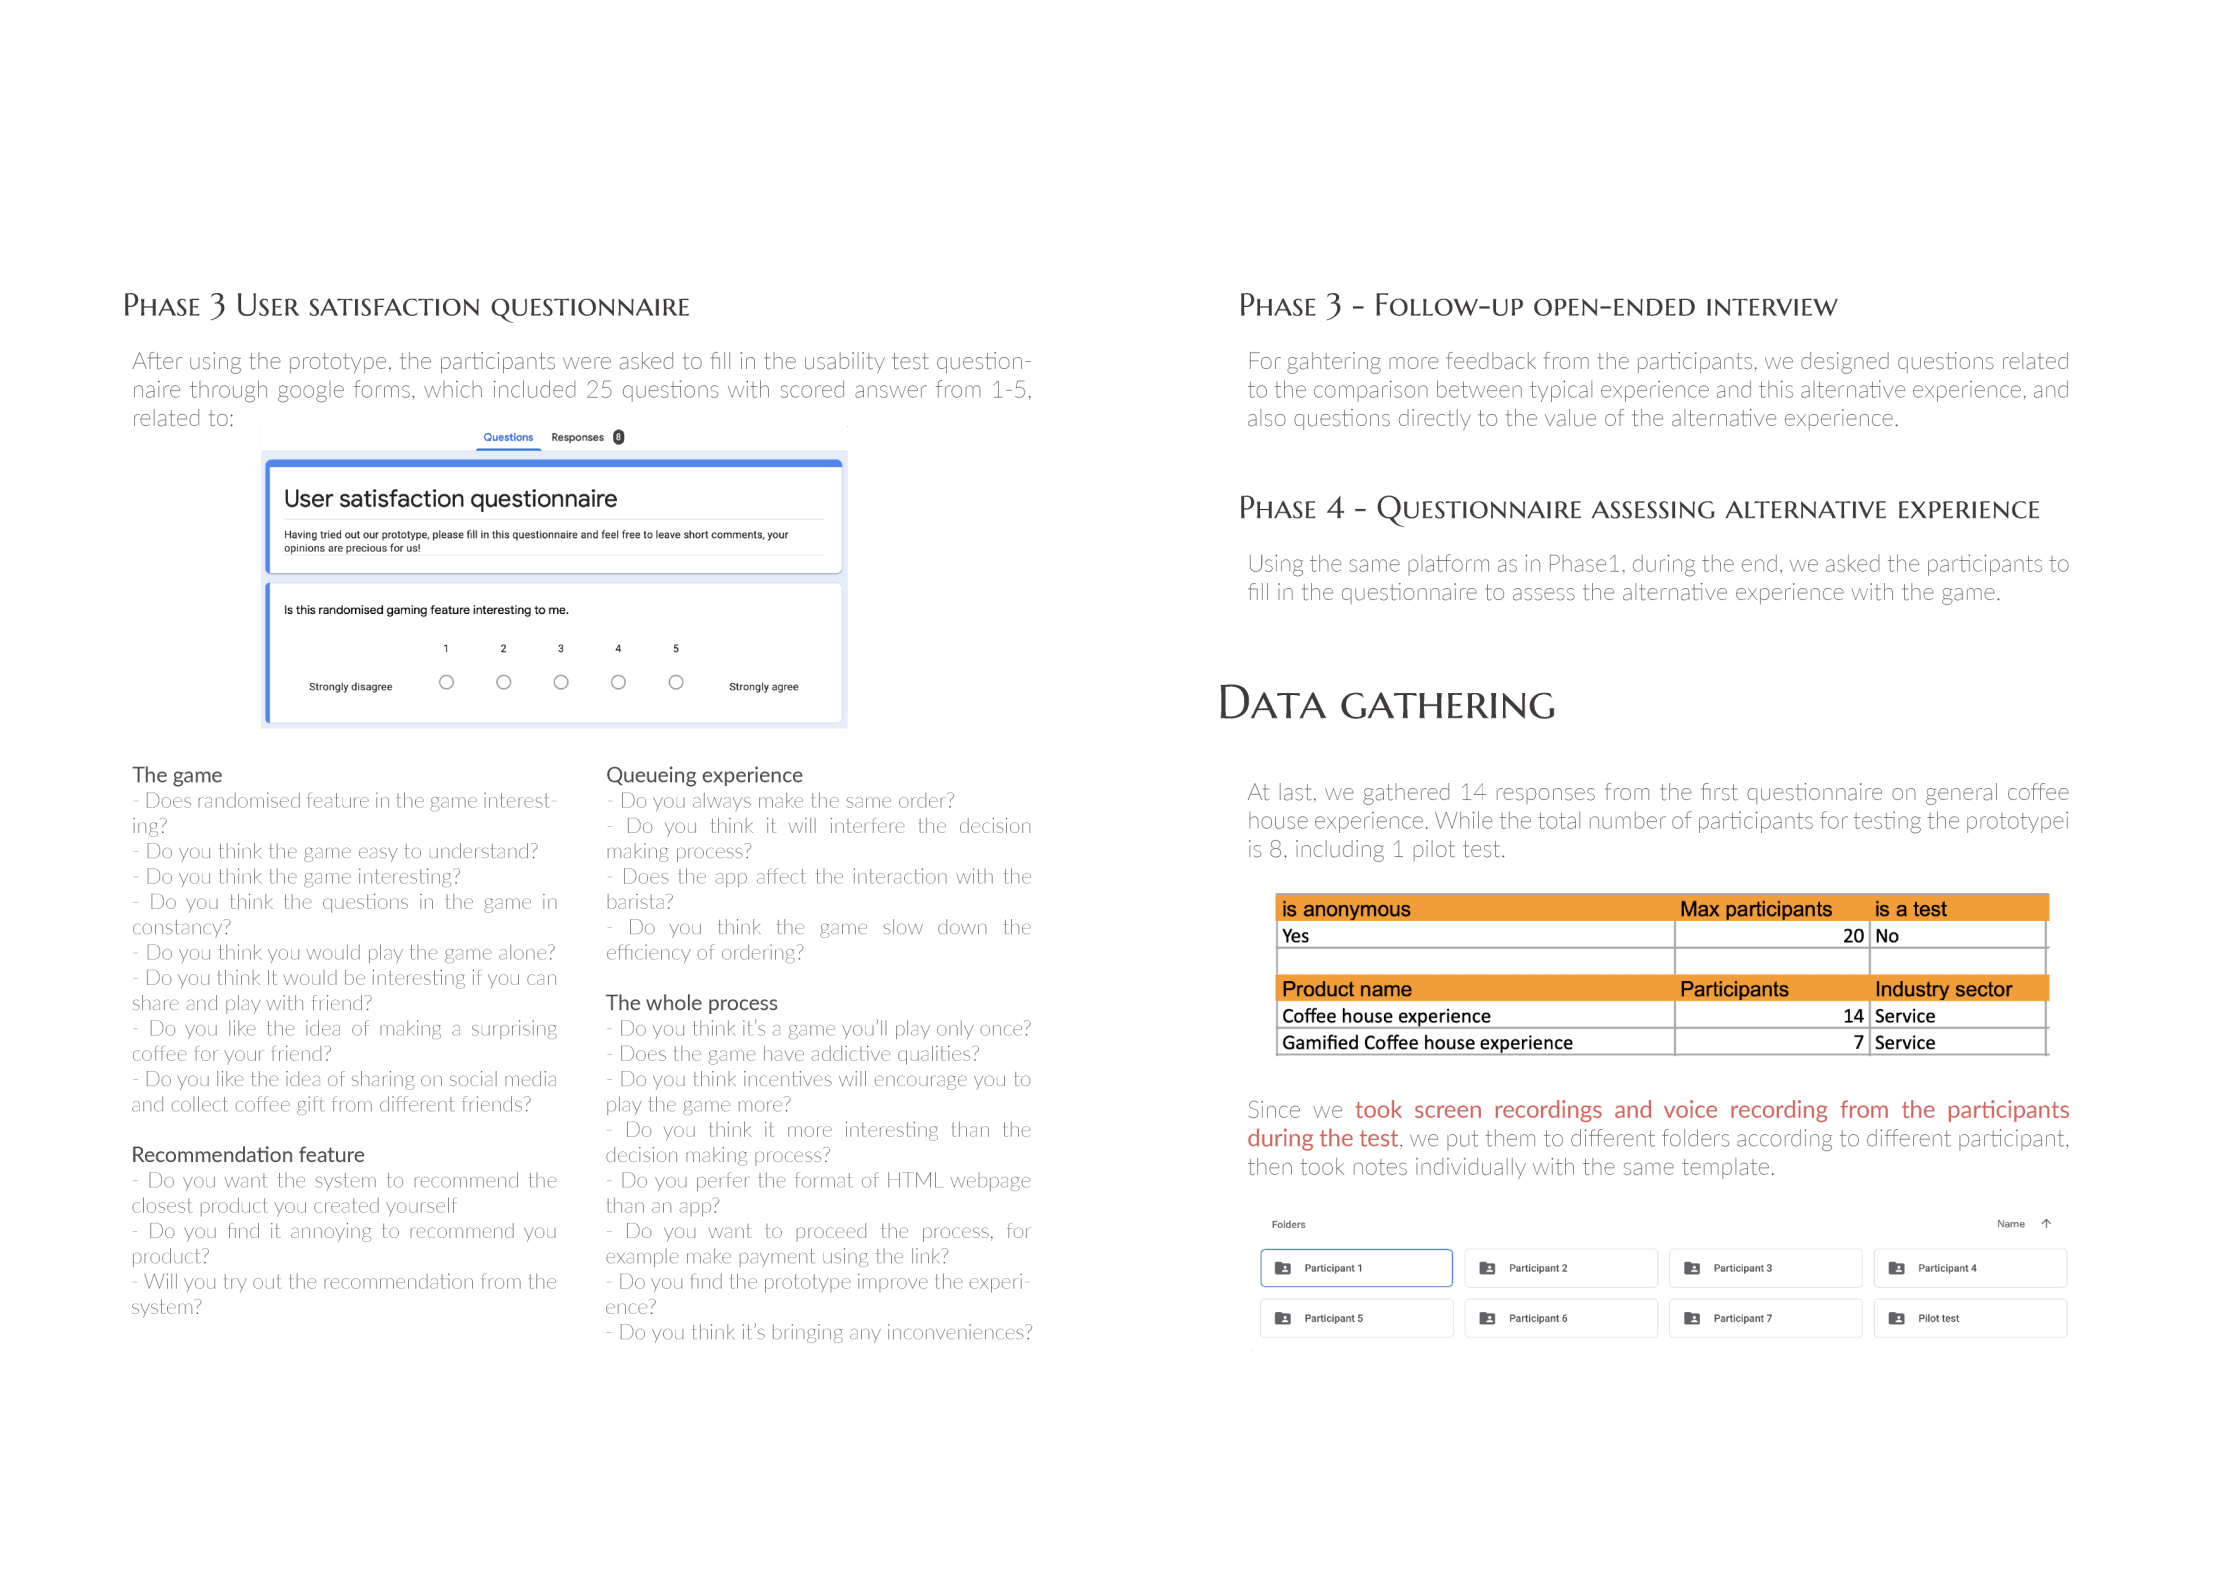 Phase 3 User satisfaction questionnaire
After using the prototype, the participants were asked to fill in the usability test question-
naire through google forms, which included 25 questions with scored answer from 1-5,
related to:
Questions Responses 8
User satisfaction questionnaire
Having tried out our prototype, please fill in this questionnaire and feel free to leave short comments, your
opinions are precious for us!
Is this randomised gaming feature interesting to me.
1 2 3 4 5
Strongly disagree Strongly agree
The game
- Does randomised feature in the game interest-
ing?
- Do you think the game easy to understand?
- Do you think the game interesting?
- Do you think the questions in the game in
constancy?
- Do you think you would play the game alone?
- Do you think It would be interesting if you can
share and play with friend?
- Do you like the idea of making a surprising
coffee for your friend?
- Do you like the idea of sharing on social media
and collect coffee gift from different friends?
Recommendation feature
- Do you want the system to recommend the
closest product you created yourself
- Do you find it annoying to recommend you
product?
- Will you try out the recommendation from the
system?
Queueing experience
- Do you always make the same order?
- Do you think it will interfere the decision
making process?
- Does the app affect the interaction with the
barista?
- Do you think the game slow down the
efficiency of ordering?
The whole process
- Do you think it's a game you'll play only once?
- Does the game have addictive qualities?
- Do you think incentives will encourage you to
play the game more?
- Do you think it more interesting than the
decision making process?
- Do you perfer the format of HTML webpage
than an app?
- Do you want to proceed the process, for
example make payment using the link?
- Do you find the prototype improve the experi-
ence?
- Do you think it's bringing any inconveniences?
Phase 3 - Follow-up open-ended interview
For gahtering more feedback from the participants, we designed questions related
to the comparison between typical experience and this alternative experience, and
also questions directly to the value of the alternative experience.
Phase 4 - Questionnaire assessing alternative experience
Using the same platform as in Phase1, during the end, we asked the participants to
fill in the questionnaire to assess the alternative experience with the game.
Data gathering
At last, we gathered 14 responses from the first questionnaire on general coffee
house experience. While the total number of participants for testing the prototypei
is 8, including 1 pilot test.
is anonymous Max participants is a test
Yes 20 No
Product name Participants Industry sector
Coffee house experience 14 Service
Gamified Coffee house experience 7 Service
Since we took screen recordings and voice recording from the participants
during the test, we put them to different folders according to different participant,
then took notes individually with the same template.
Folders Name
Participant 1 Participant 2 Participant 3 Participant 4
Participant 5 Participant 6 Participant 7 Pilot test